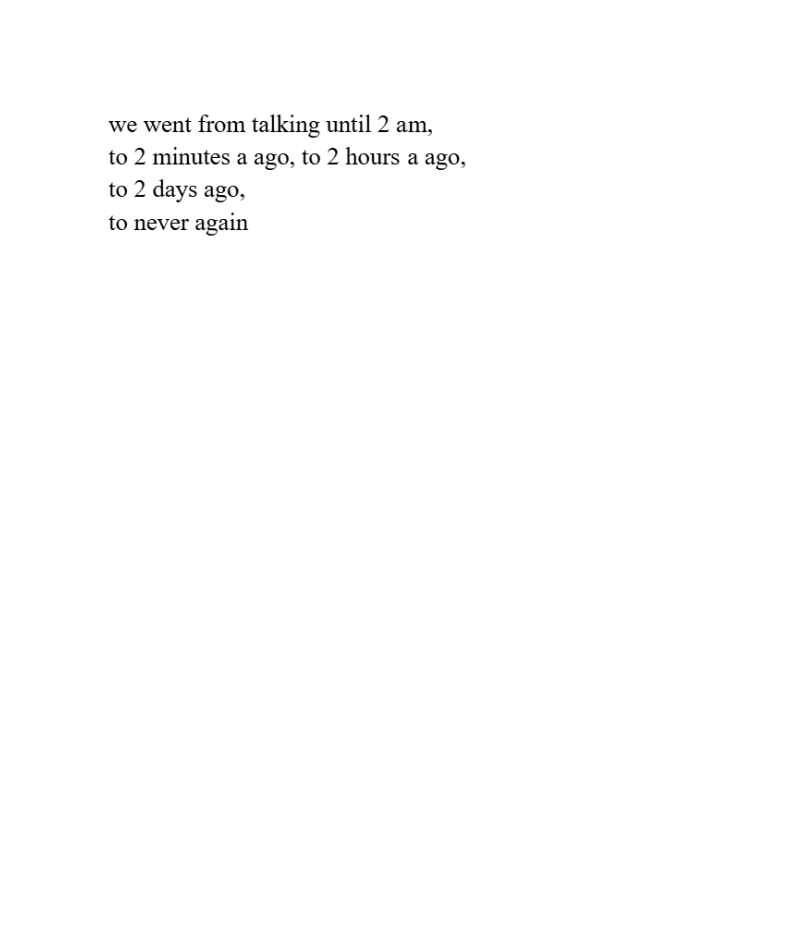 we went from talking until 2 am,
to 2 minutes a ago, to 2 hours a ago,
to 2 days ago,
to never again